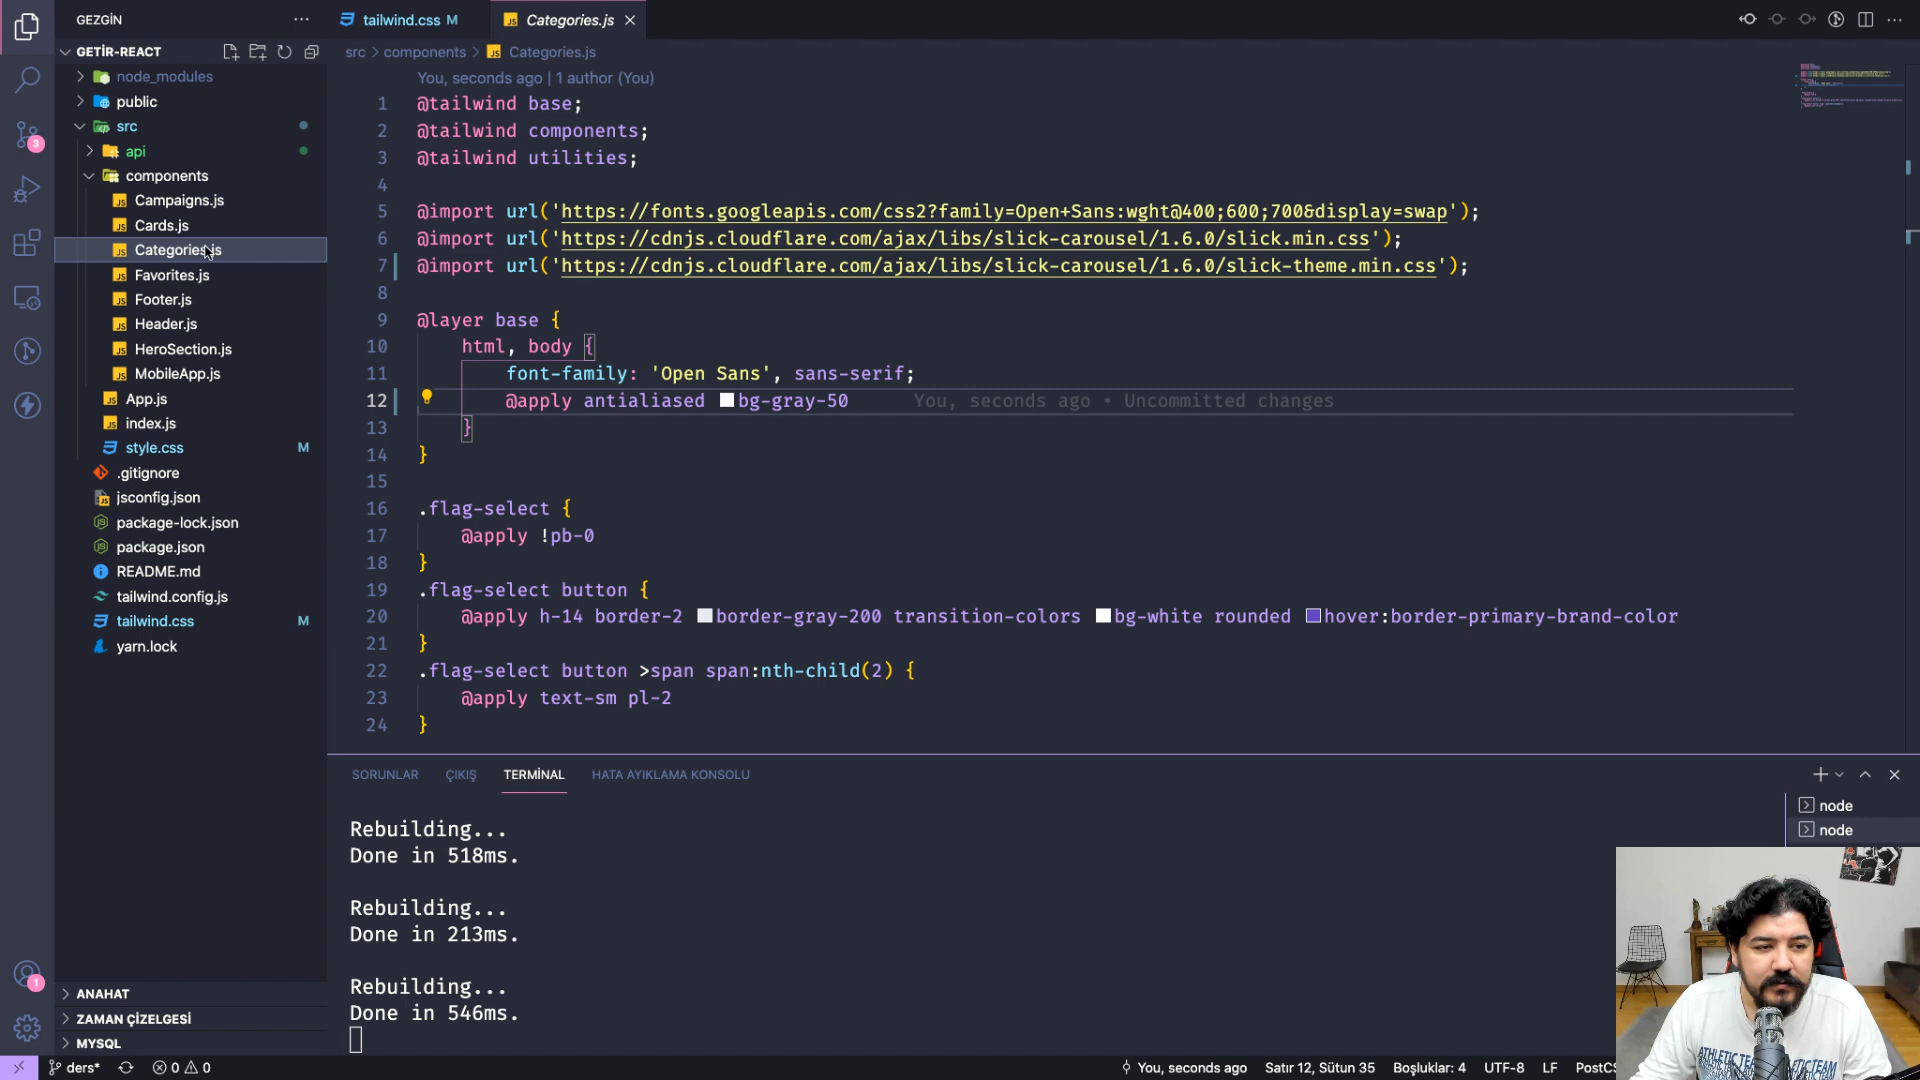 GEZGİN
tailwind.css M
Categories.js
GETİR-REACT
src > components > Categories.js
node_modules
public
src
api
components
Campaigns.js
Cards.js
Categories.js
Favorites.js
Footer.js
Header.js
HeroSection.js
MobileApp.js
App.js
index.js
style.css M
.gitignore
jsconfig.json
package-lock.json
package.json
README.md
tailwind.config.js
tailwind.css M
yarn.lock
ANAHAT
ZAMAN ÇİZELGESİ
MYSQL
3
1
You, seconds ago | 1 author (You)
1 @tailwind base;
2 @tailwind components;
3 @tailwind utilities;
4
5 @import url('https://fonts.googleapis.com/css2?family=Open+Sans:wght@400;600;700&display=swap');
6 @import url('https://cdnjs.cloudflare.com/ajax/libs/slick-carousel/1.6.0/slick.min.css');
7 @import url('https://cdnjs.cloudflare.com/ajax/libs/slick-carousel/1.6.0/slick-theme.min.css');
8
9 @layer base {
10 html, body {
11 font-family: 'Open Sans', sans-serif;
12 @apply antialiased bg-gray-50 You, seconds ago • Uncommitted changes
13 }
14 }
15
16 .flag-select {
17 @apply !pb-0
18 }
19 .flag-select button {
20 @apply h-14 border-2 border-gray-200 transition-colors bg-white rounded hover:border-primary-brand-color
21 }
22 .flag-select button >span span:nth-child(2) {
23 @apply text-sm pl-2
24 }
SORUNLAR ÇIKIŞ TERMİNAL HATA AYIKLAMA KONSOLU
node
node
Rebuilding...
Done in 518ms.
Rebuilding...
Done in 213ms.
Rebuilding...
Done in 546ms.
ders* 0 0 You, seconds ago Satır 12, Sütun 35 Boşluklar: 4 UTF-8 LF PostCS